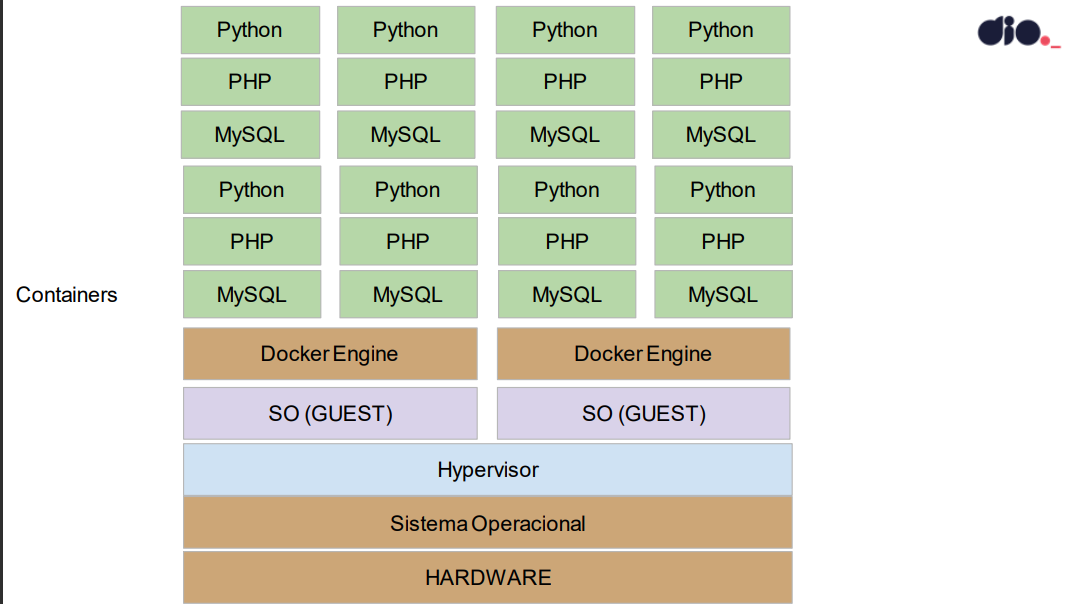 Python Python Python Python
dio._
PHP PHP PHP PHP
MySQL MySQL MySQL MySQL
Python Python Python Python
PHP PHP PHP PHP
Containers
MySQL MySQL MySQL MySQL
Docker Engine Docker Engine
SO (GUEST) SO (GUEST)
Hypervisor
Sistema Operacional
HARDWARE